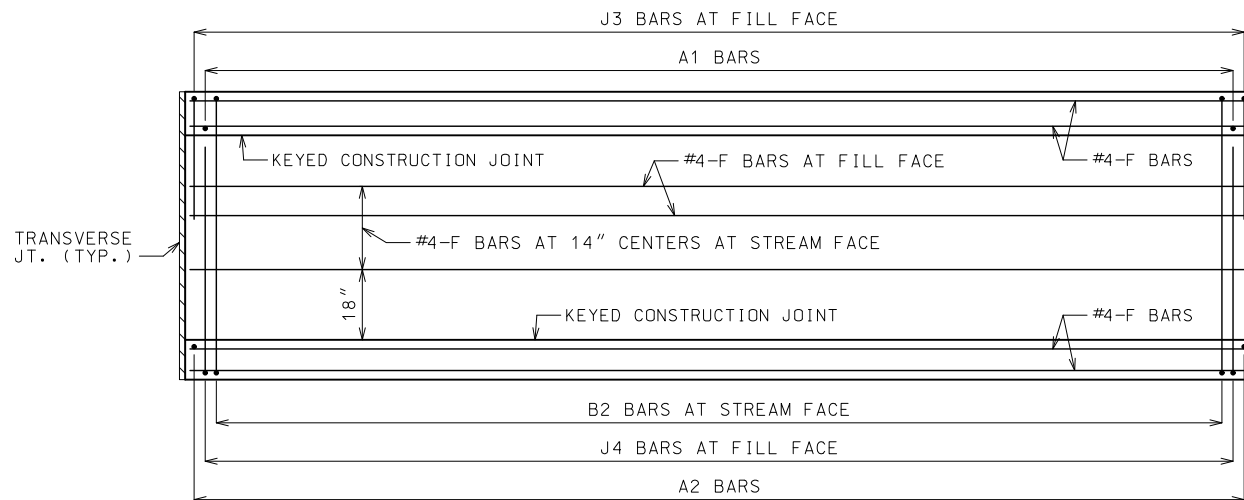 J3 BARS AT FILL FACE
A1 BARS
KEYED CONSTRUCTION JOINT
#4-F BARS AT FILL FACE
#4-F BARS
TRANSVERSE
JT. (TYP.)
#4-F BARS AT 14" CENTERS AT STREAM FACE
18"
KEYED CONSTRUCTION JOINT
#4-F BARS
B2 BARS AT STREAM FACE
J4 BARS AT FILL FACE
A2 BARS